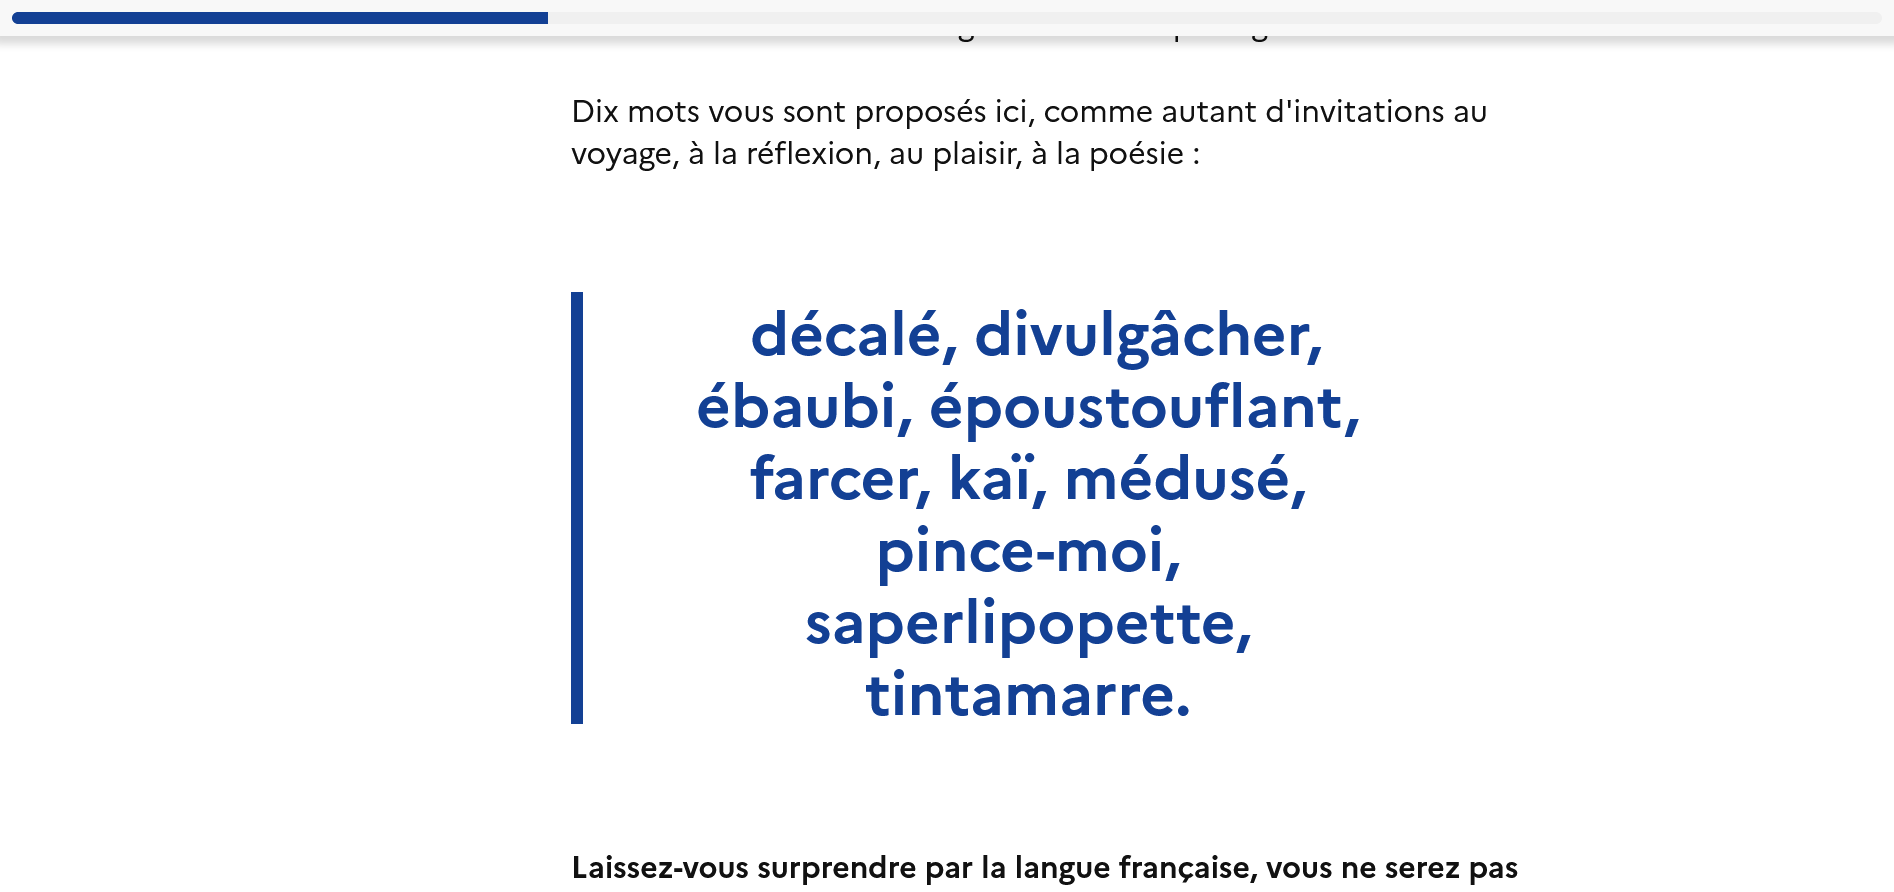 Dix mots vous sont proposés ici, comme autant d'invitations au
voyage, à la réflexion, au plaisir, à la poésie :
décalé, divulgâcher,
ébaubi, époustouflant,
farcer, kaï, médusé,
pince-moi,
saperlipopette,
tintamarre.
Laissez-vous surprendre par la langue française, vous ne serez pas